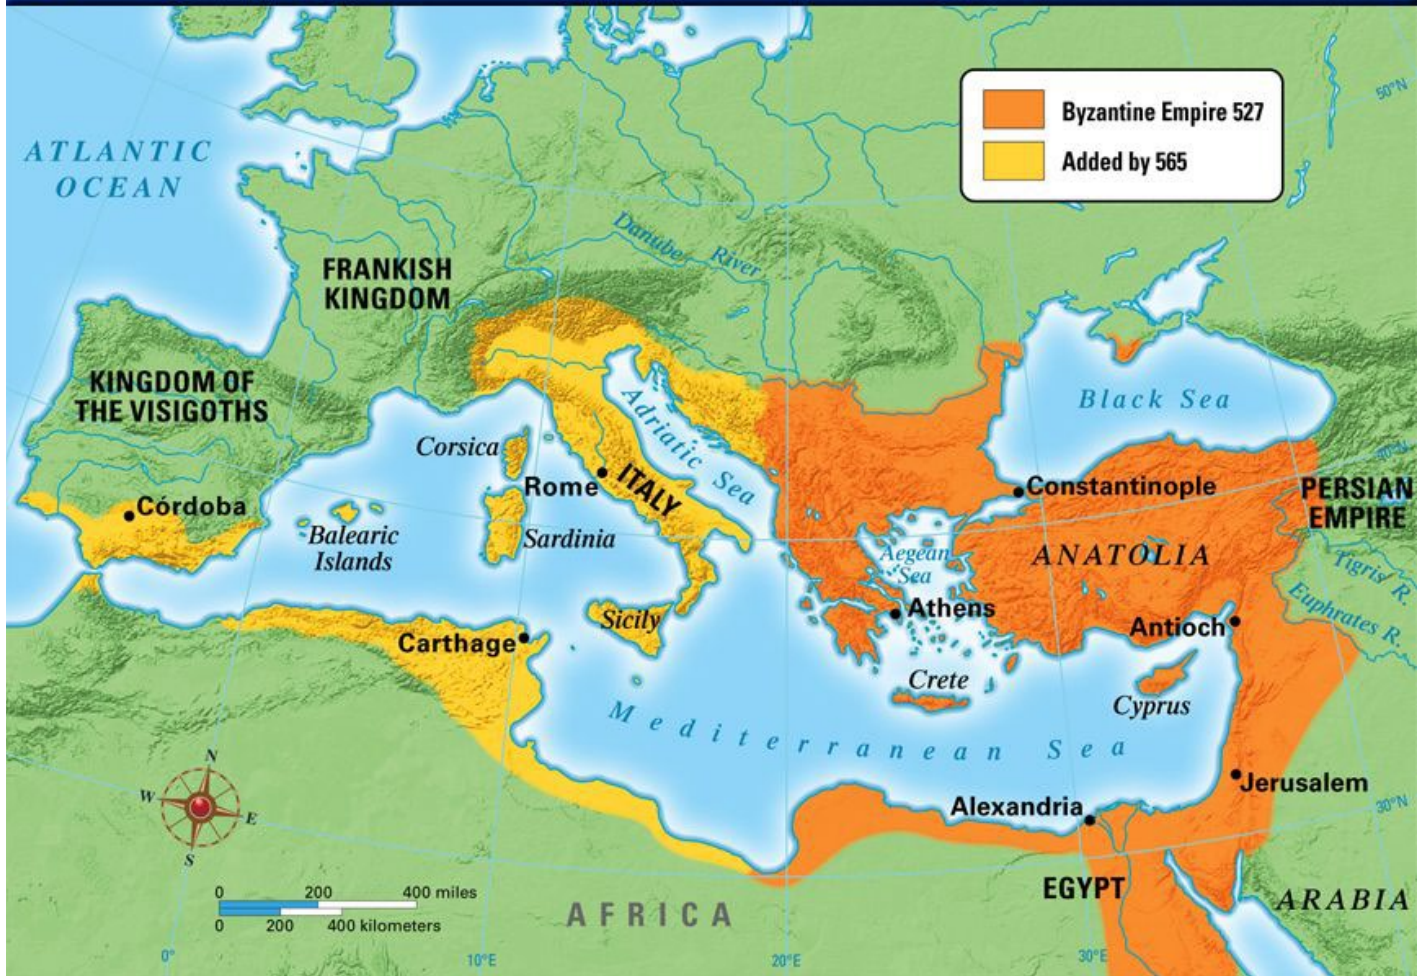 Byzantine Empire 527
Added by 565
50°N
ATLANTIC
OCEAN
Danube River
FRANKISH
KINGDOM
KINGDOM OF
THE VISIGOTHS
Black Sea
Adriatic Sea
Corsica
40°N
Rome
ITALY
Constantinople
PERSIAN
EMPIRE
Córdoba
Balearic
Islands
Sardinia
Aegean
Sea
ANATOLIA
Tigris R.
Euphrates R.
Carthage
Sicily
Athens
Antioch
Crete
Cyprus
Mediterranean Sea
N
W
E
S
Jerusalem
Alexandria
30°N
0 200 400 miles
0 200 400 kilometers
AFRICA
EGYPT
ARABIA
0°
10°E
20°E
30°E